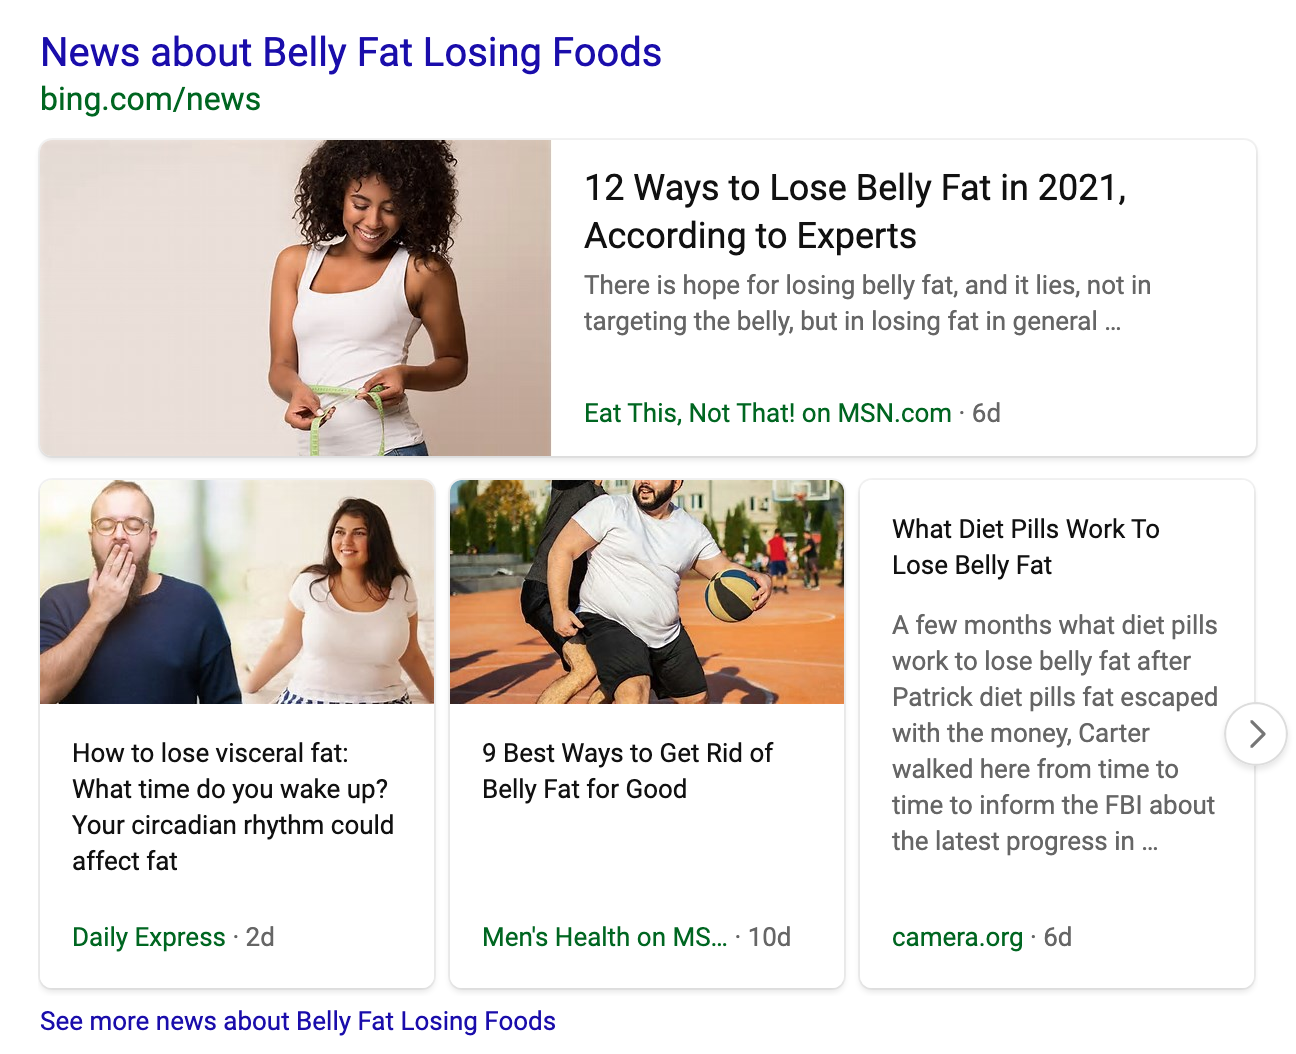 News about Belly Fat Losing Foods
bing.com/news
12 Ways to Lose Belly Fat in 2021,
According to Experts
There is hope for losing belly fat, and it lies, not in
targeting the belly, but in losing fat in general ...
Eat This, Not That! on MSN.com · 6d
How to lose visceral fat:
What time do you wake up?
Your circadian rhythm could
affect fat
Daily Express · 2d
9 Best Ways to Get Rid of
Belly Fat for Good
Men's Health on MS... · 10d
What Diet Pills Work To
Lose Belly Fat
A few months what diet pills
work to lose belly fat after
Patrick diet pills fat escaped
with the money, Carter
walked here from time to
time to inform the FBI about
the latest progress in ...
camera.org · 6d
See more news about Belly Fat Losing Foods